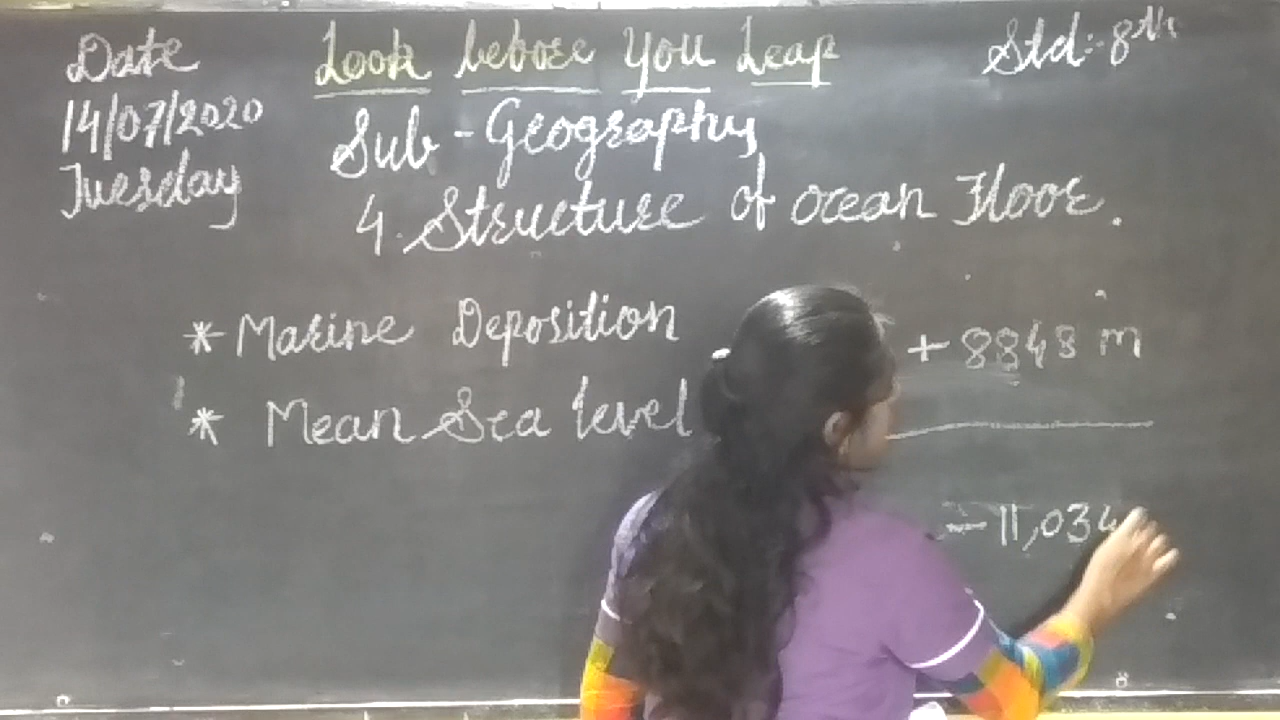 Date
14/07/2020
Tuesday
Look before You Leap
Std:-8th
Sub - Geography
4. Structure of Ocean Floor.
* Marine Deposition
* Mean Sea level
+ 8848 m
- 11,034